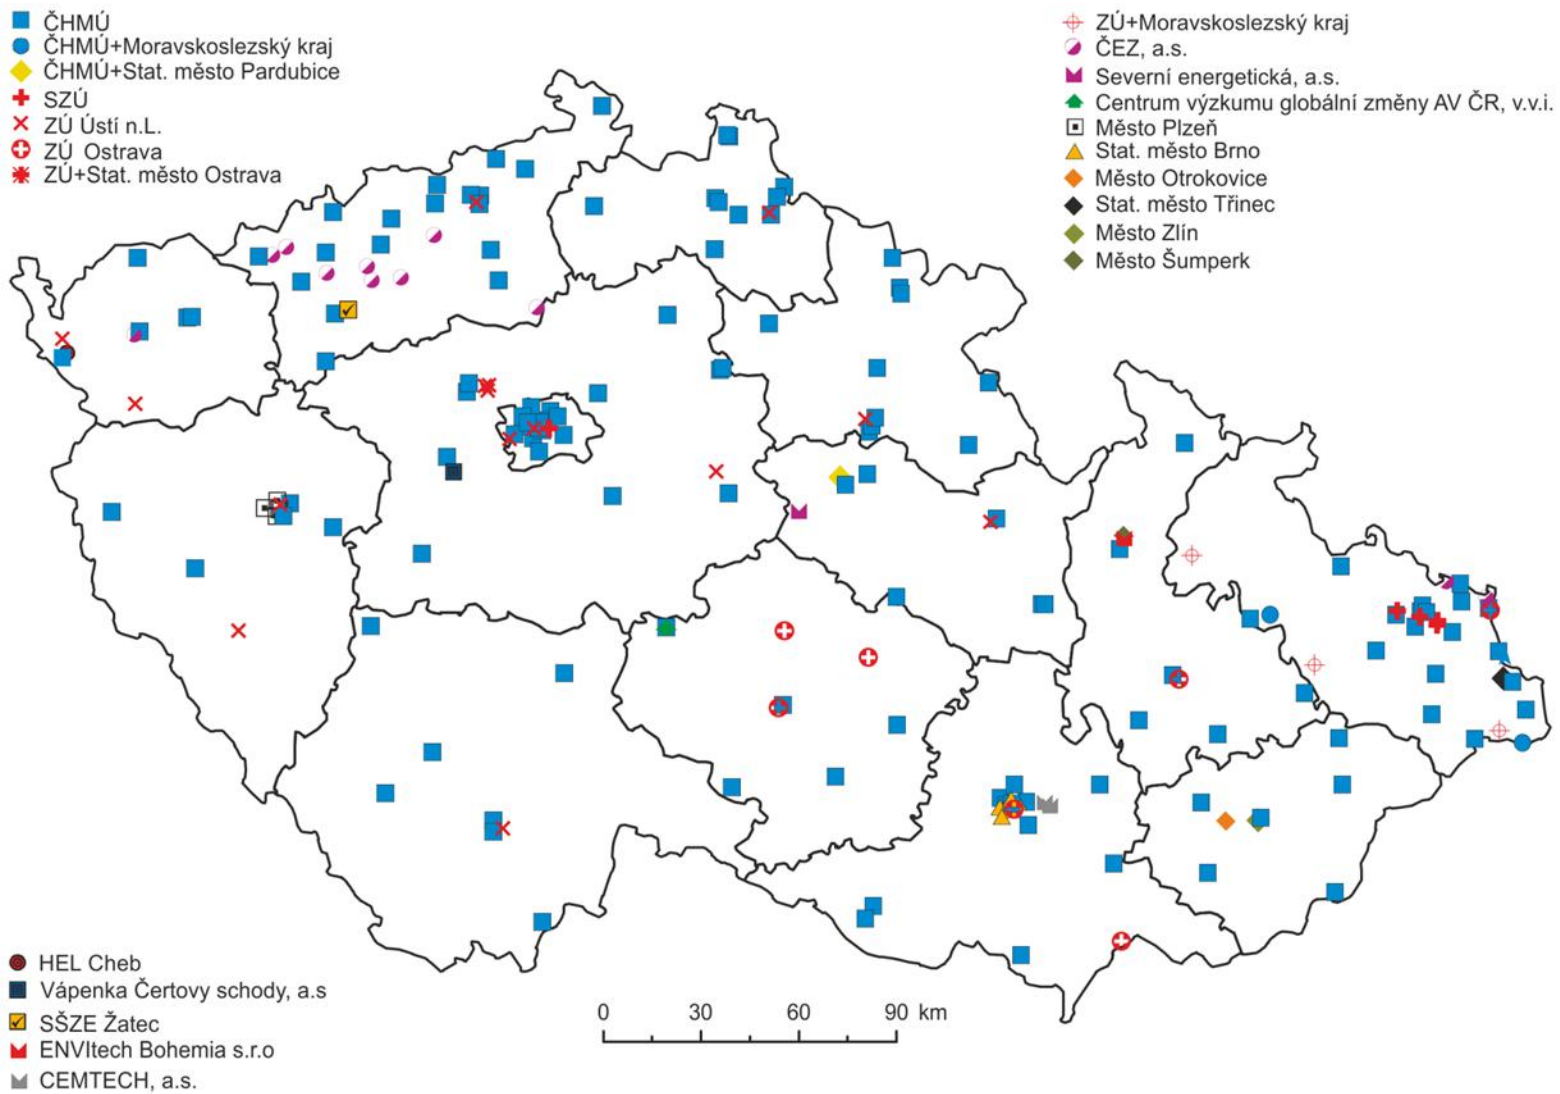 ČHMÚ
ČHMÚ+Moravskoslezský kraj
ČHMÚ+Stat. město Pardubice
SZÚ
ZÚ Ústí n.L.
ZÚ Ostrava
ZÚ+Stat. město Ostrava
ZÚ+Moravskoslezský kraj
ČEZ, a.s.
Severní energetická, a.s.
Centrum výzkumu globální změny AV ČR, v.v.i.
Město Plzeň
Stat. město Brno
Město Otrokovice
Stat. město Třinec
Město Zlín
Město Šumperk
HEL Cheb
Vápenka Čertovy schody, a.s
SŠZE Žatec
ENVItech Bohemia s.r.o
CEMTECH, a.s.
0 30 60 90 km